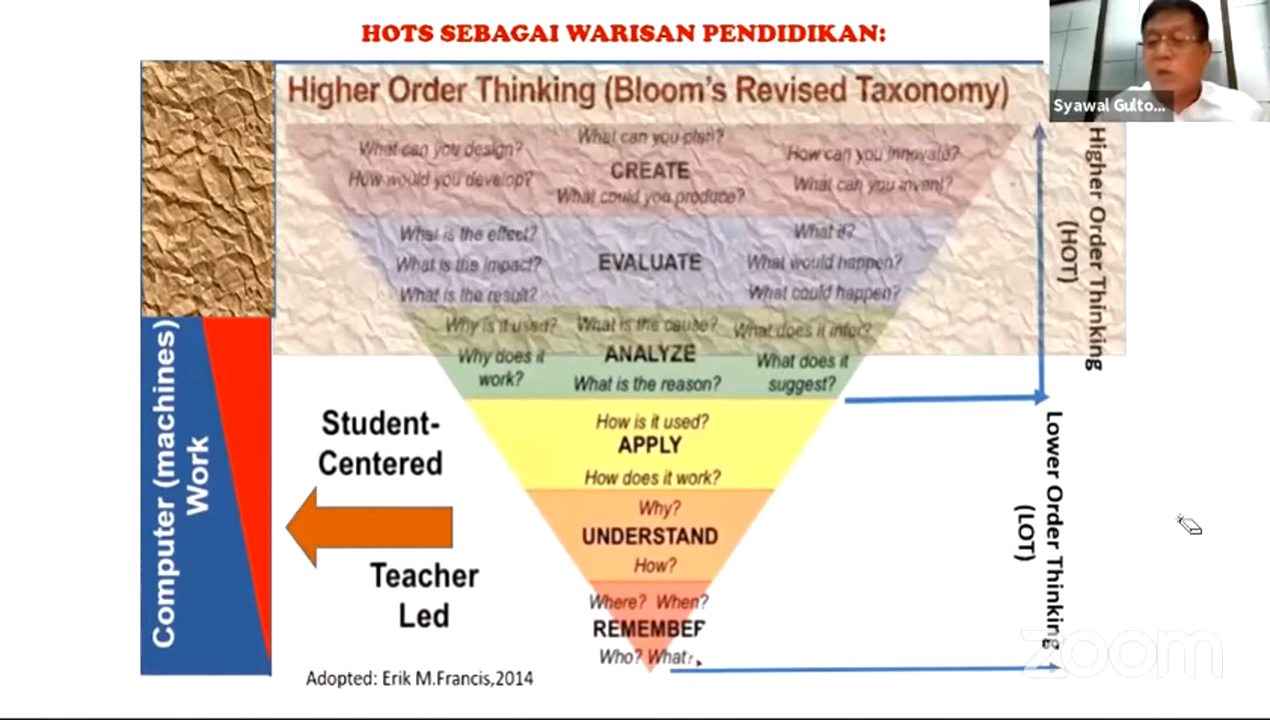 HOTS SEBAGAI WARISAN PENDIDIKAN:
Syawal Gulto...
Higher Order Thinking (Bloom's Revised Taxonomy)
What can you design?
How would you develop?
What can you plan?
CREATE
What could you produce?
How can you innovate?
What can you invent?
What is the effect?
What is the impact?
What is the result?
EVALUATE
What if?
What would happen?
What could happen?
Why is it used?
Why does it
work?
What is the cause?
ANALYZE
What is the reason?
What does it infer?
What does it
suggest?
How is it used?
APPLY
How does it work?
Why?
UNDERSTAND
How?
Where? When?
REMEMBER
Who? What?
Higher Order Thinking
(HOT)
Lower Order Thinking
(LOT)
Computer (machines)
Work
Student-
Centered
Teacher
Led
Adopted: Erik M.Francis,2014
zoom